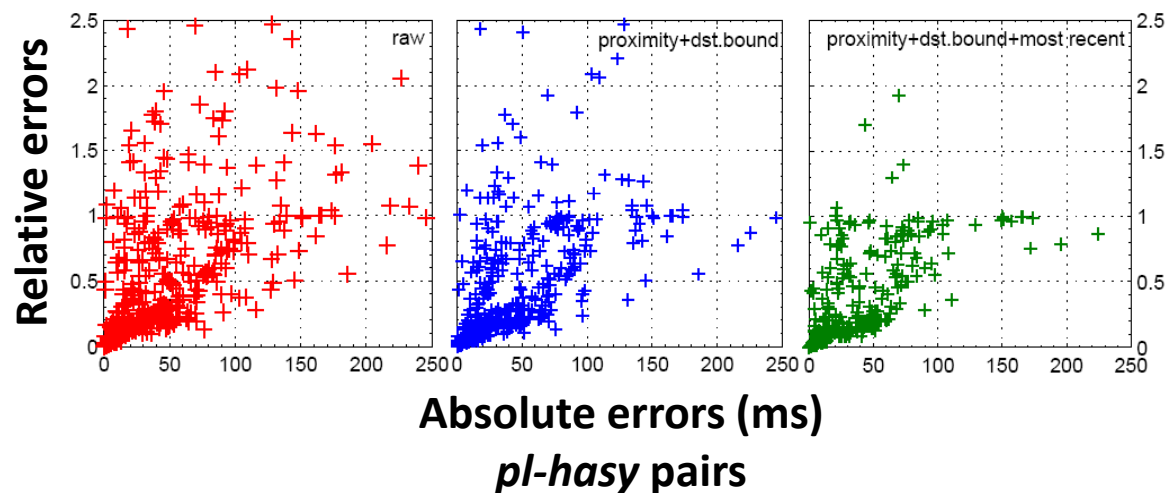 raw
proximity+dst.bound
proximity+dst.bound+most recent
Relative errors
2.5
2
1.5
1
0.5
0
0 50 100 150 200 250
0 50 100 150 200 250
0 50 100 150 200 250
2.5
2
1.5
1
0.5
0
Absolute errors (ms)
pl-hasy pairs